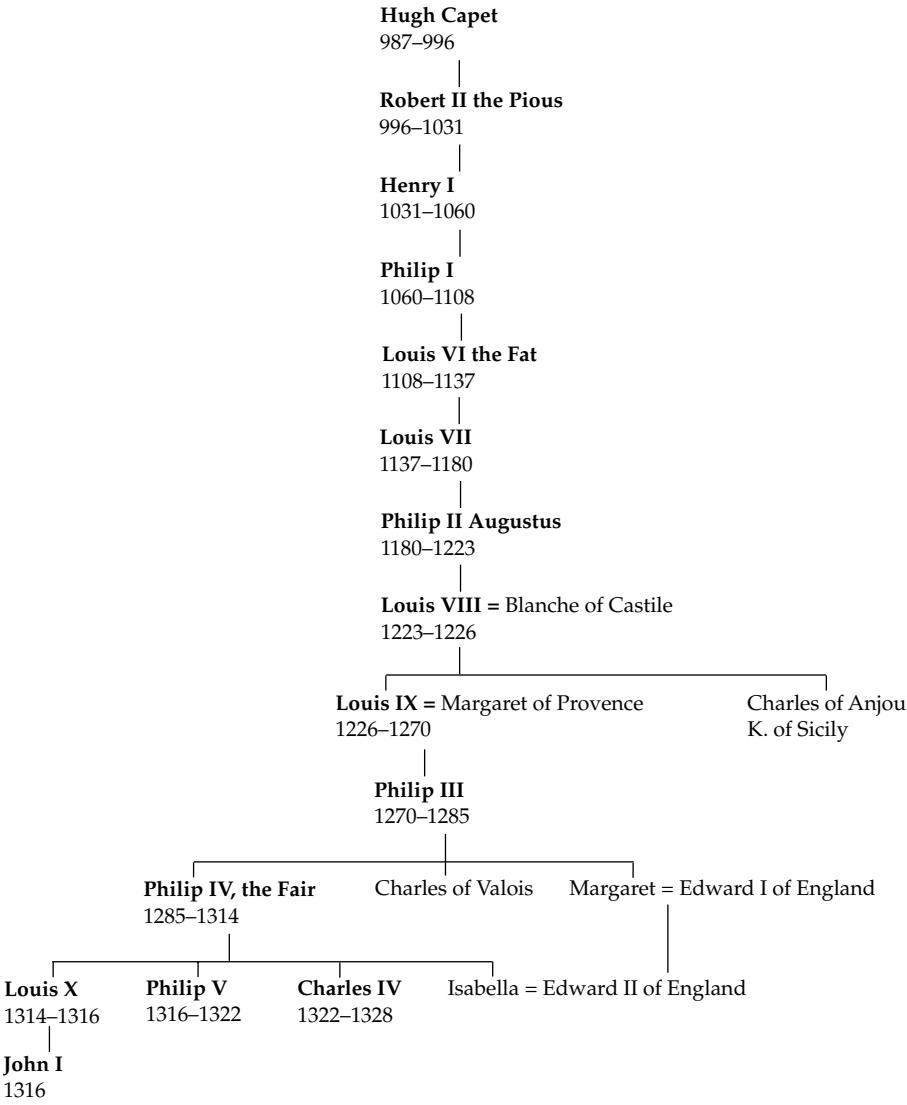 Hugh Capet
987–996
Robert II the Pious
996–1031
Henry I
1031–1060
Philip I
1060–1108
Louis VI the Fat
1108–1137
Louis VII
1137–1180
Philip II Augustus
1180–1223
Louis VIII = Blanche of Castile
1223–1226
Louis IX = Margaret of Provence
1226–1270
Charles of Anjou
K. of Sicily
Philip III
1270–1285
Philip IV, the Fair
1285–1314
Charles of Valois
Margaret = Edward I of England
Louis X
1314–1316
Philip V
1316–1322
Charles IV
1322–1328
Isabella = Edward II of England
John I
1316